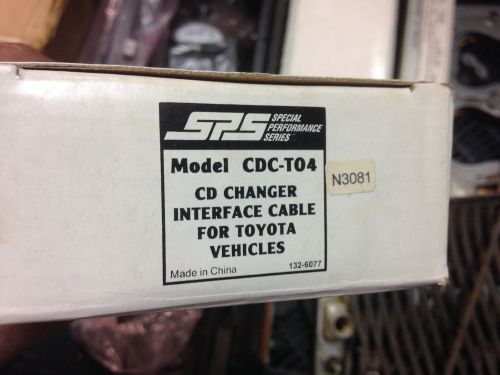 SPS SPECIAL PERFORMANCE SERIES
Model CDC-T04
N3081
CD CHANGER
INTERFACE CABLE
FOR TOYOTA
VEHICLES
Made in China 132-6077